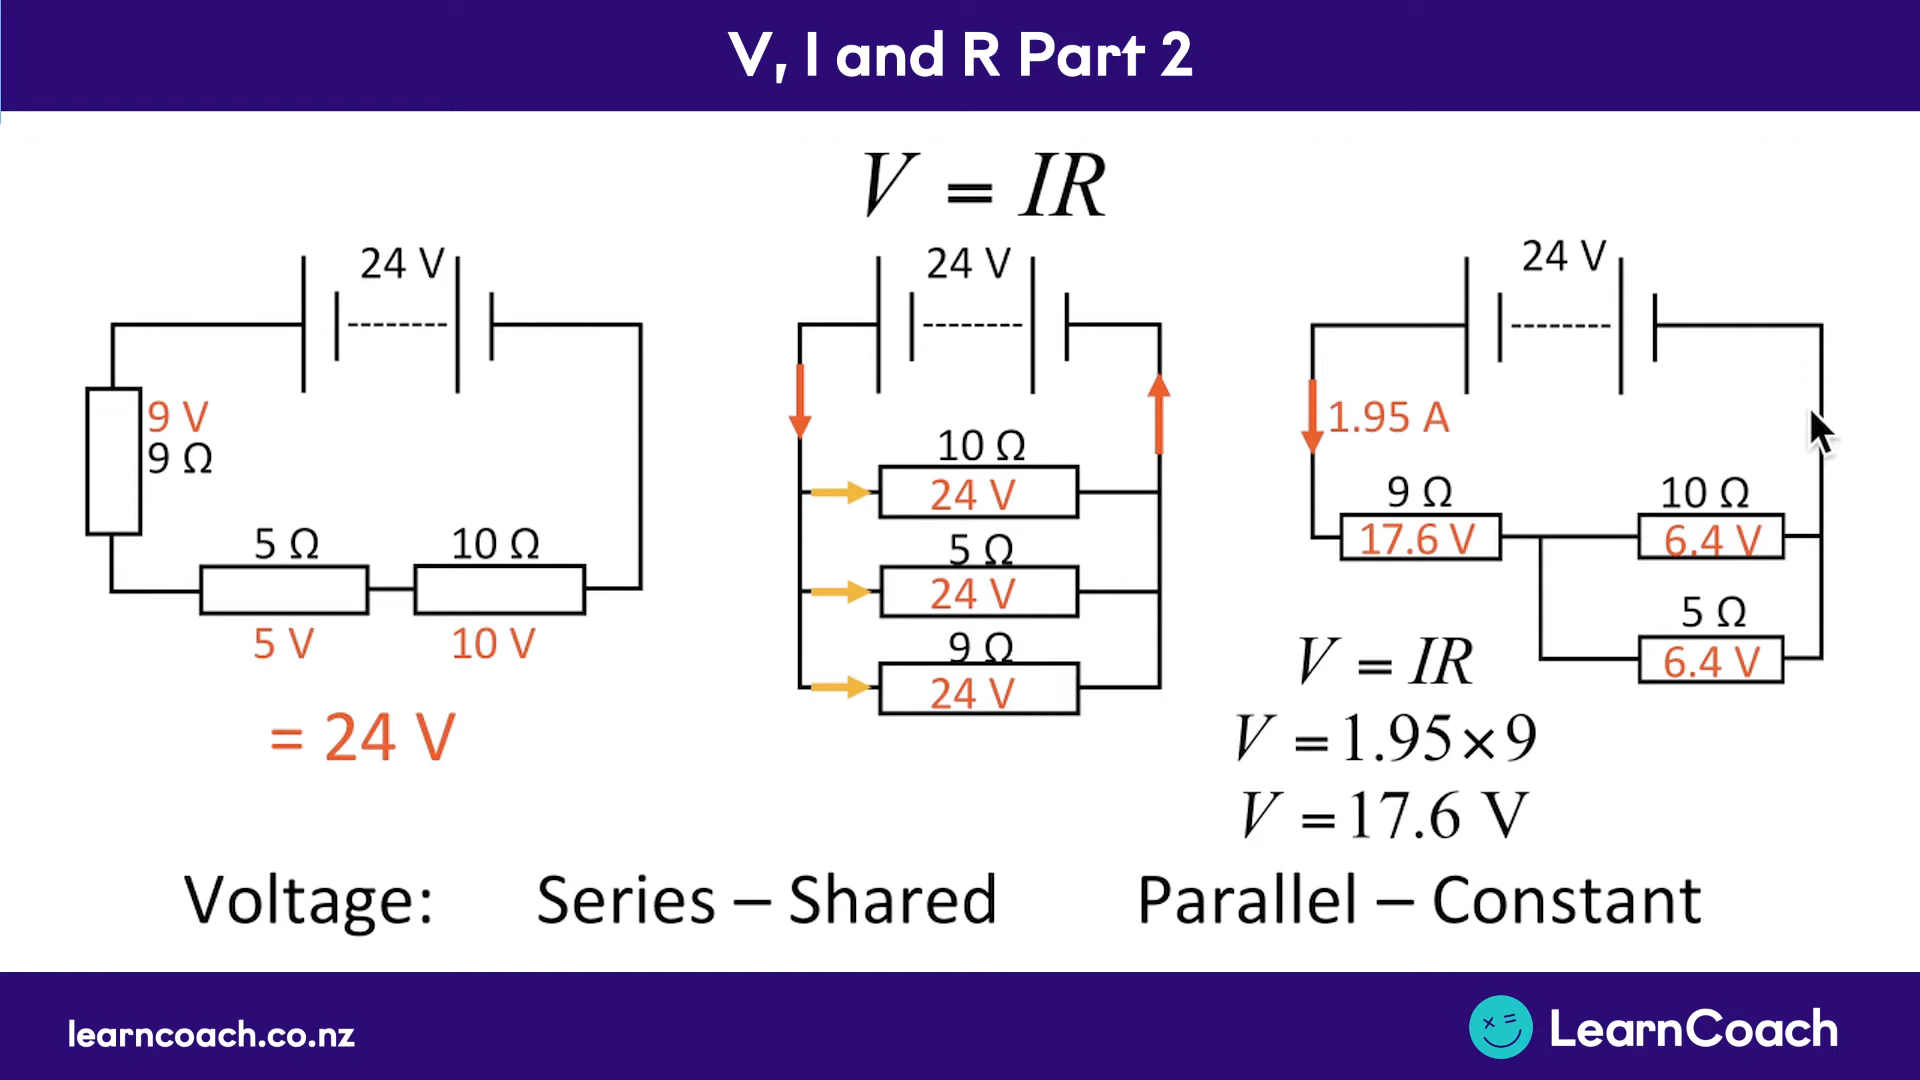 V, I and R Part 2
V = IR
24 V
9 V
9 Ω
5 Ω
10 Ω
5 V
10 V
= 24 V
24 V
10 Ω
24 V
5 Ω
24 V
9 Ω
24 V
24 V
1.95 A
9 Ω
17.6 V
10 Ω
6.4 V
5 Ω
6.4 V
V = IR
V = 1.95×9
V = 17.6 V
Voltage: Series – Shared Parallel – Constant
learncoach.co.nz
LearnCoach